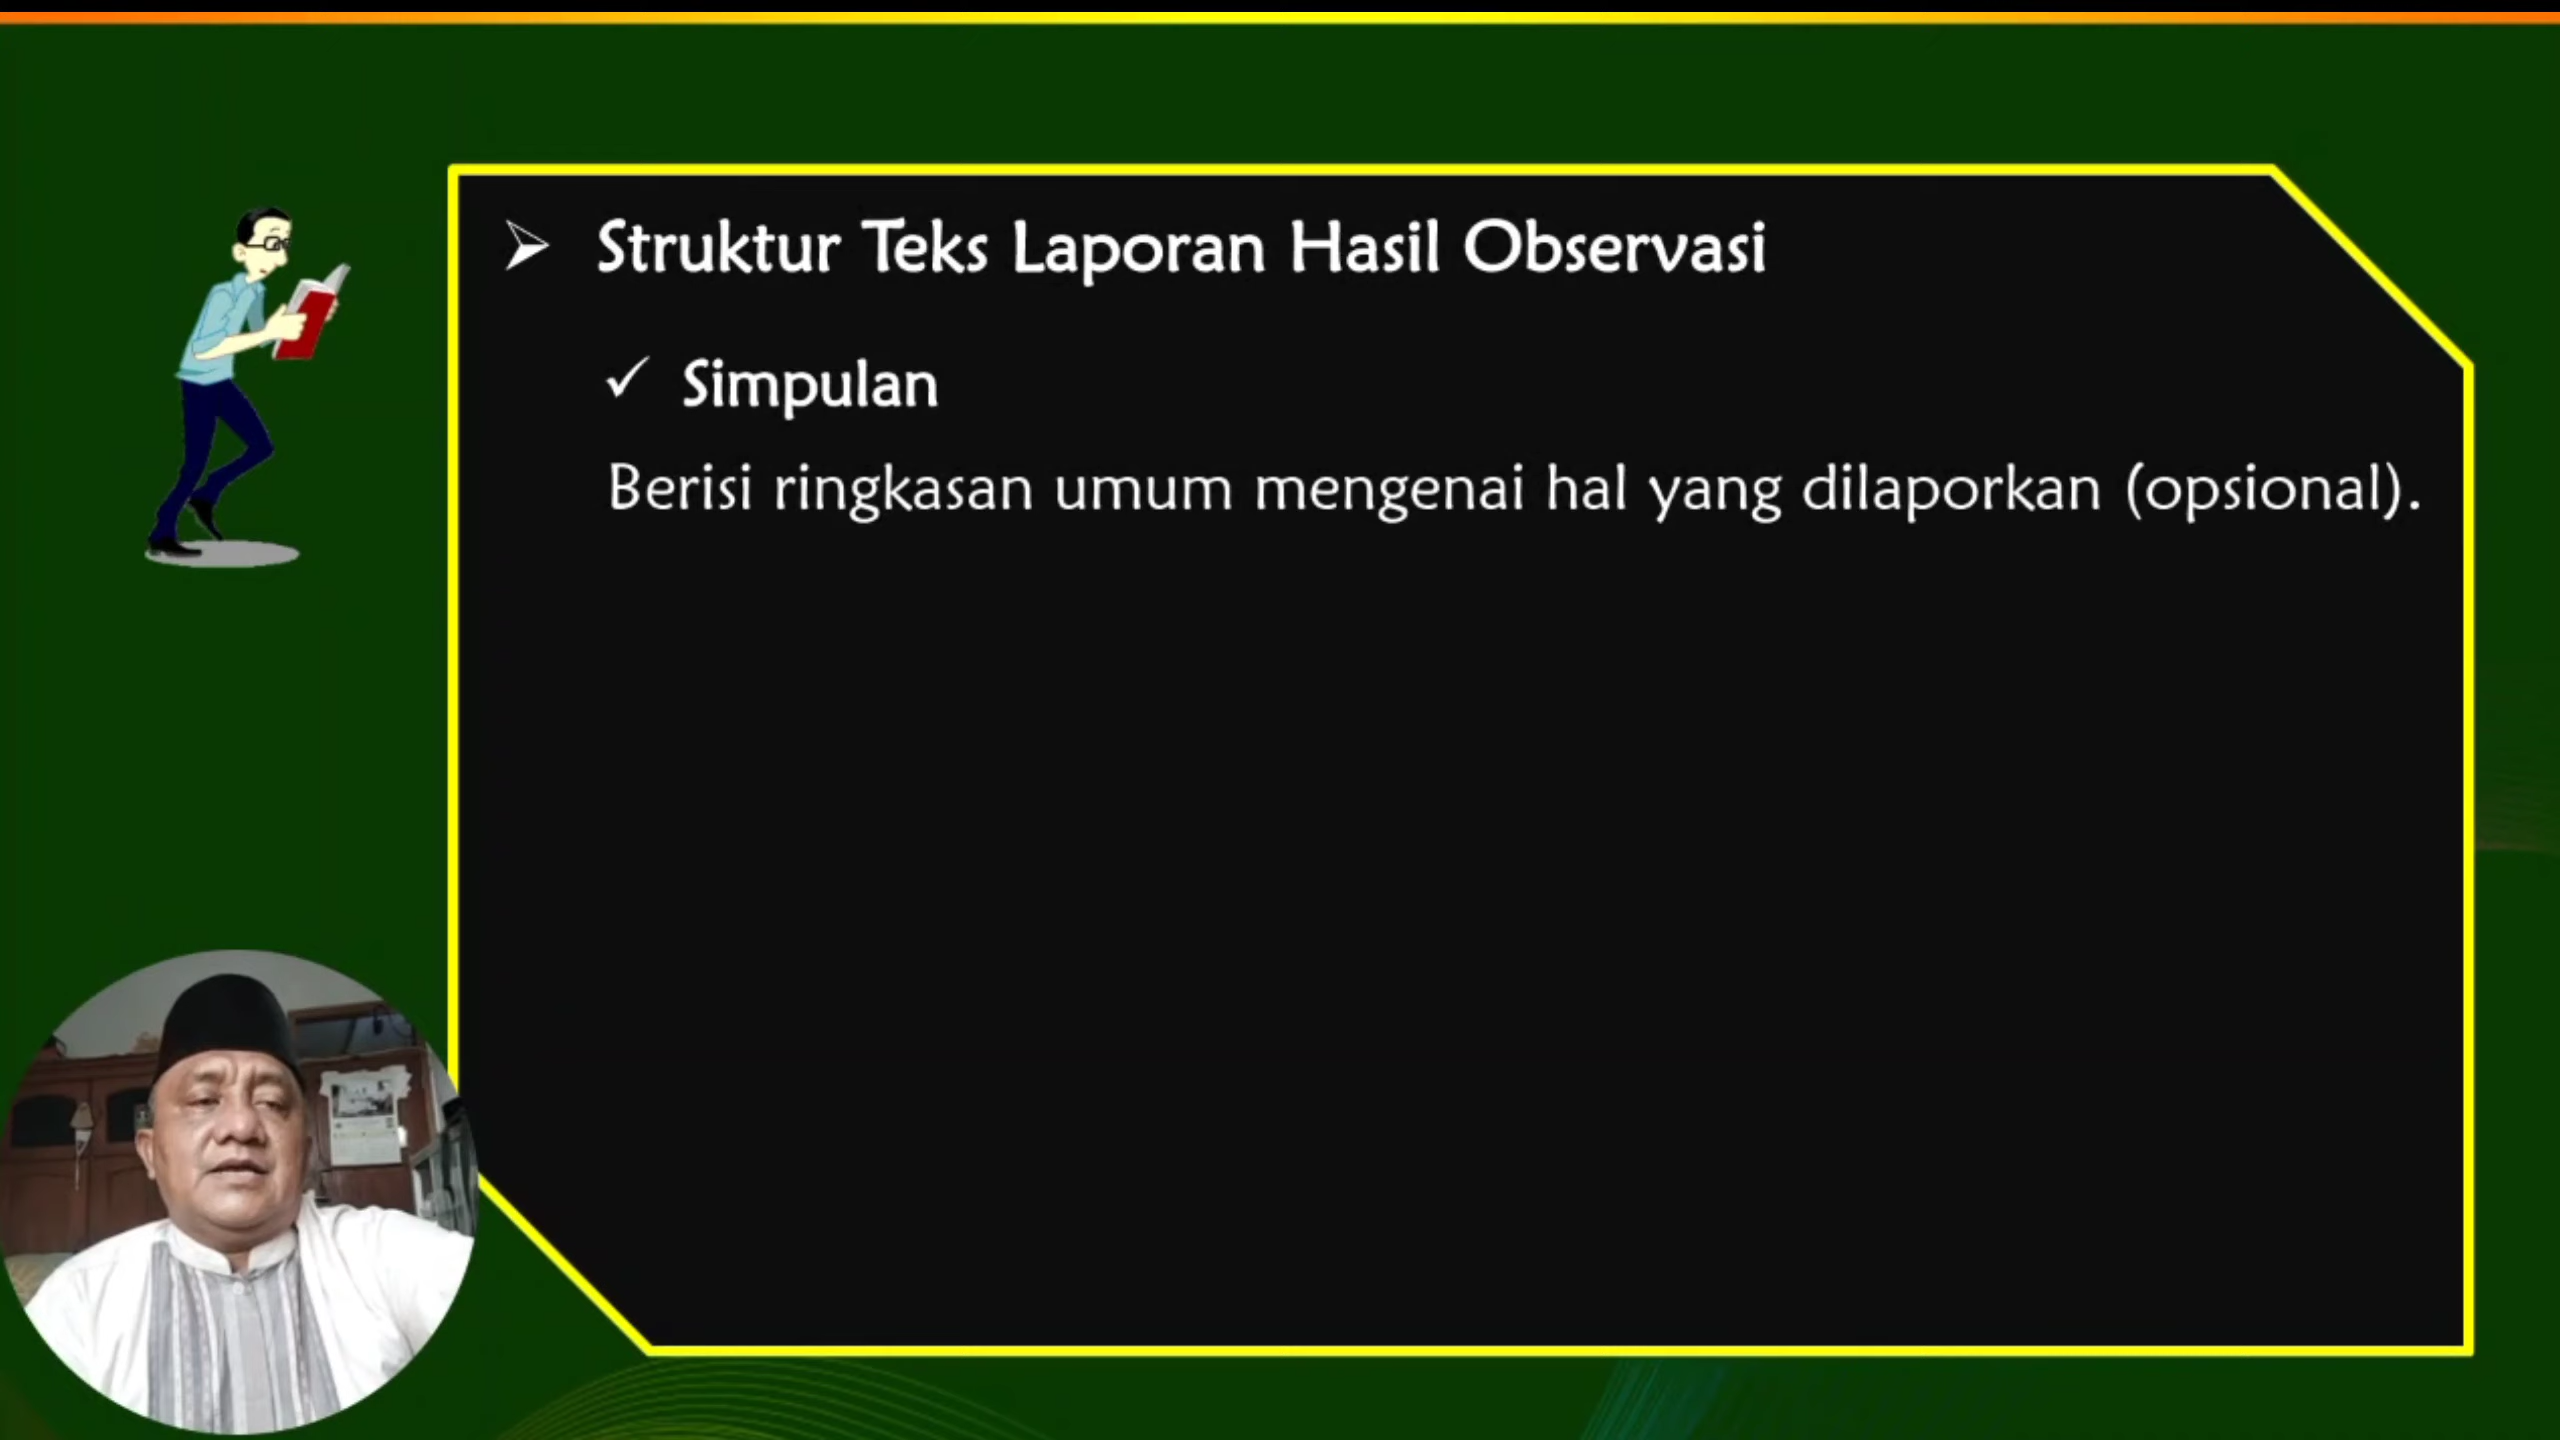 Struktur Teks Laporan Hasil Observasi
Simpulan
Berisi ringkasan umum mengenai hal yang dilaporkan (opsional).